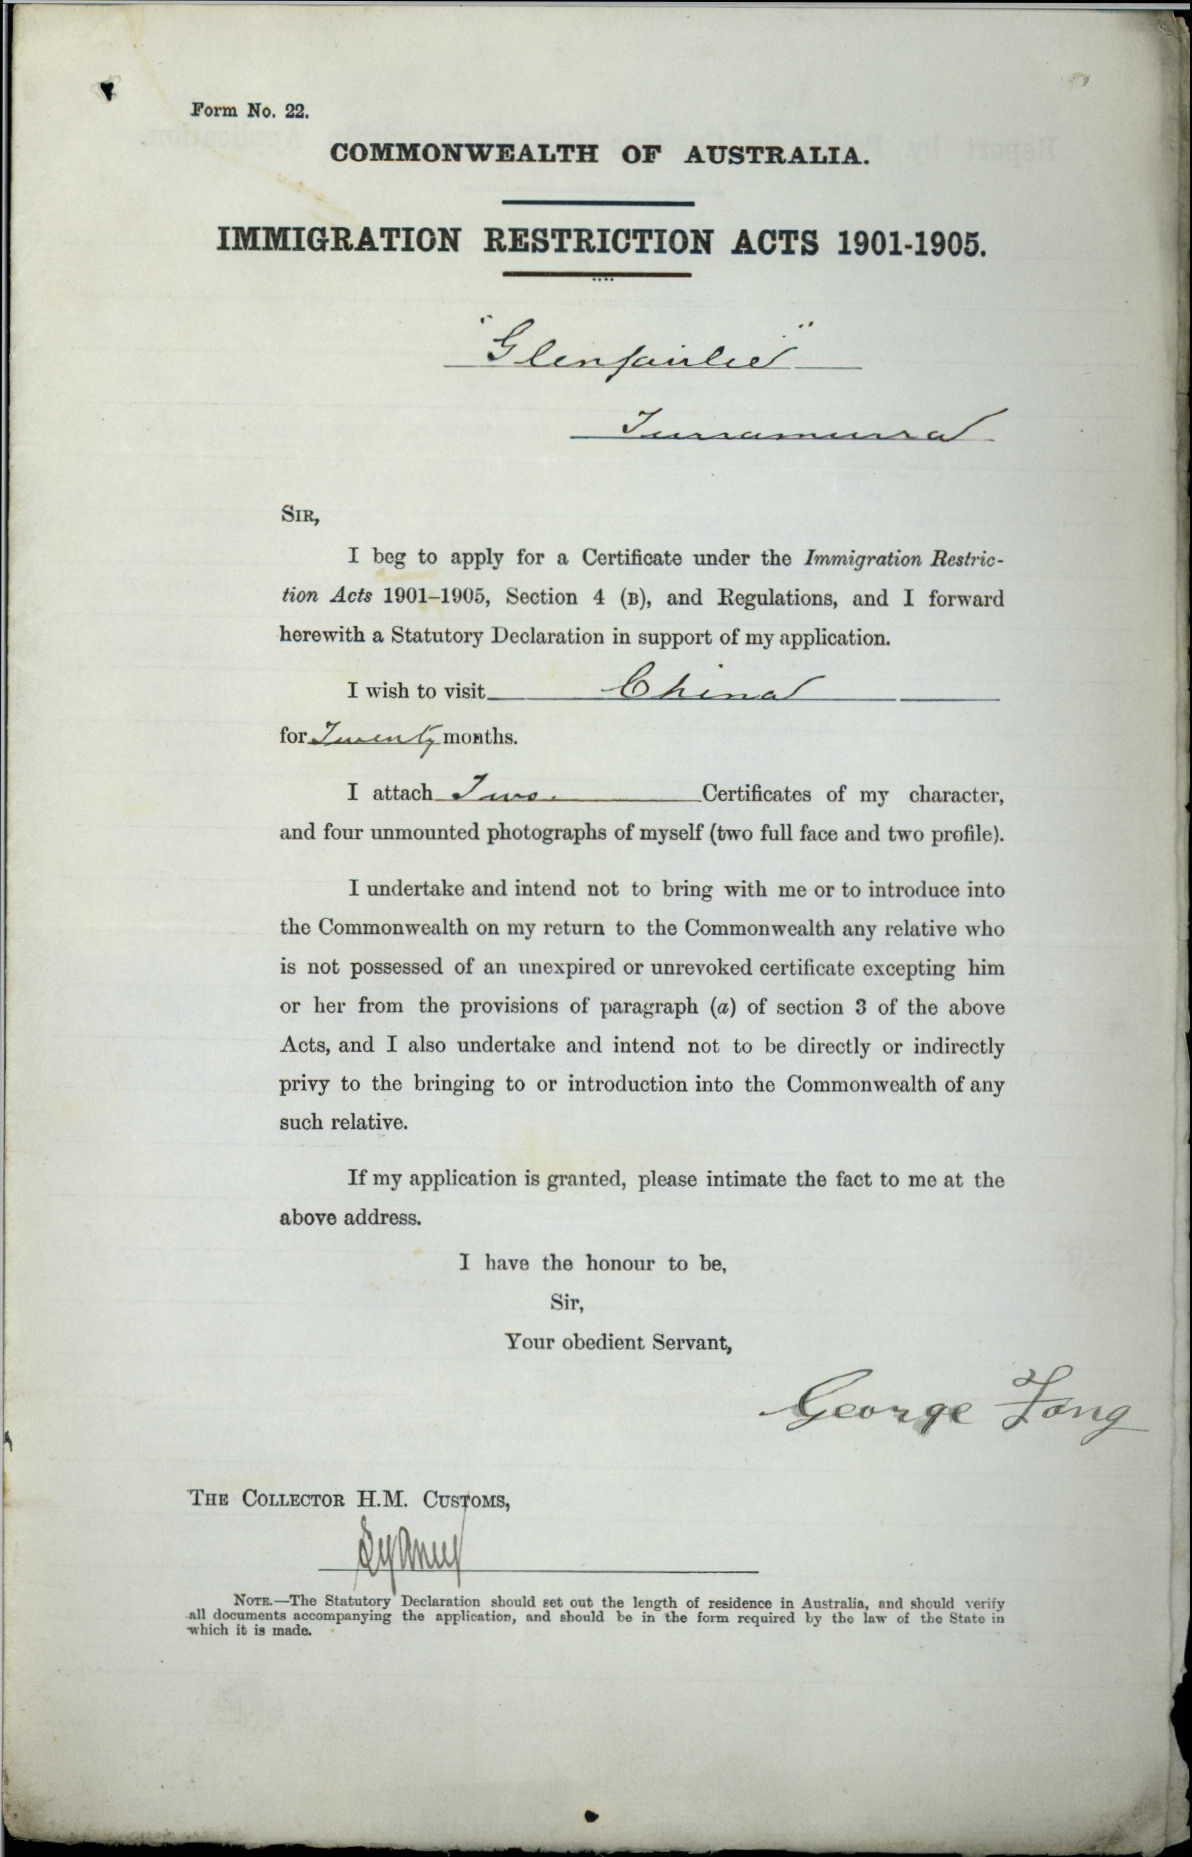 Form No. 22.
COMMONWEALTH OF AUSTRALIA.
IMMIGRATION RESTRICTION ACTS 1901-1905.
"Glenfairlie"
Turramurra
SIR,
I beg to apply for a Certificate under the Immigration Restric-
tion Acts 1901–1905, Section 4 (B), and Regulations, and I forward
herewith a Statutory Declaration in support of my application.
I wish to visit China
for Twenty months.
I attach Two. Certificates of my character,
and four unmounted photographs of myself (two full face and two profile).
I undertake and intend not to bring with me or to introduce into
the Commonwealth on my return to the Commonwealth any relative who
is not possessed of an unexpired or unrevoked certificate excepting him
or her from the provisions of paragraph (a) of section 3 of the above
Acts, and I also undertake and intend not to be directly or indirectly
privy to the bringing to or introduction into the Commonwealth of any
such relative.
If my application is granted, please intimate the fact to me at the
above address.
I have the honour to be,
Sir,
Your obedient Servant,
George Fong
THE COLLECTOR H.M. CUSTOMS,
Sydney
NOTE.—The Statutory Declaration should set out the length of residence in Australia, and should verify
all documents accompanying the application, and should be in the form required by the law of the State in
which it is made.